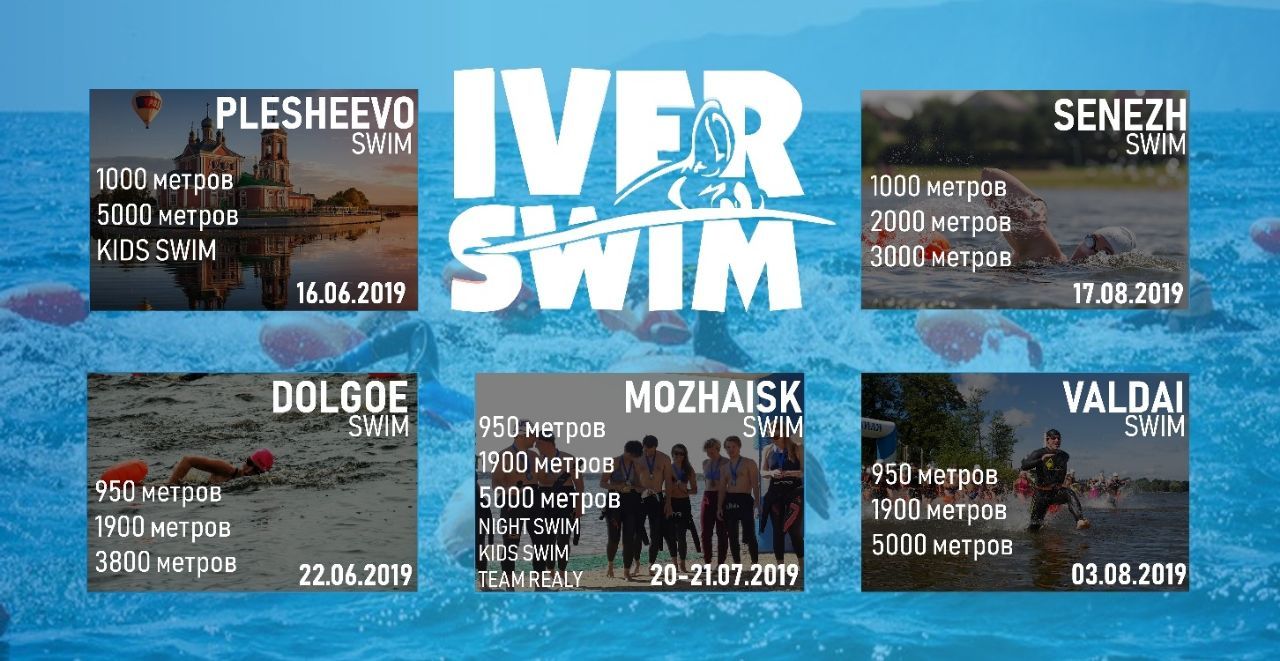 IVER
SWIM
PLESHEEVO
SWIM
1000 метров
5000 метров
KIDS SWIM
16.06.2019
SENEZH
SWIM
1000 метров
2000 метров
3000 метров
17.08.2019
DOLGOE
SWIM
950 метров
1900 метров
3800 метров
22.06.2019
MOZHAISK
SWIM
950 метров
1900 метров
5000 метров
NIGHT SWIM
KIDS SWIM
TEAM REALY
20-21.07.2019
VALDAI
SWIM
950 метров
1900 метров
5000 метров
03.08.2019